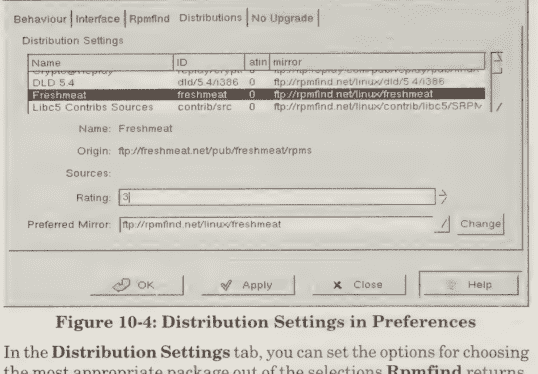 Behaviour Interface Rpmfind Distributions No Upgrade
Distribution Settings
Name ID atin mirror
DLD 5.4 dld/5.4/i386 0 ftp://rpmfind.net/linux/dld/5.4/i386
Freshmeat freshmeat 0 ftp://rpmfind.net/linux/freshmeat
Libc5 Contribs Sources contrib/src 0 ftp://rpmfind.net/linux/contrib/libc5/SRPM
Name: Freshmeat
Origin: ftp://freshmeat.net/pub/freshmeat/rpms
Sources:
Rating: 3
Preferred Mirror: ftp://rpmfind.net/linux/freshmeat Change
OK Apply Close Help
Figure 10-4: Distribution Settings in Preferences
In the Distribution Settings tab, you can set the options for choosing
the most appropriate package out of the selections Rpmfind returns